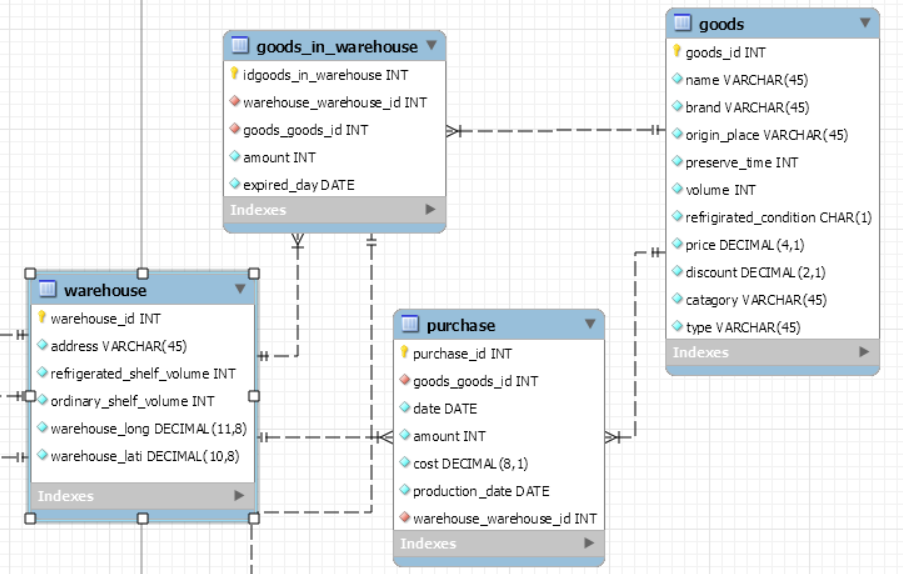 goods_in_warehouse
idgoods_in_warehouse INT
warehouse_warehouse_id INT
goods_goods_id INT
amount INT
expired_day DATE
Indexes
goods
goods_id INT
name VARCHAR(45)
brand VARCHAR(45)
origin_place VARCHAR(45)
preserve_time INT
volume INT
refrigirated_condition CHAR(1)
price DECIMAL(4,1)
discount DECIMAL(2,1)
catagory VARCHAR(45)
type VARCHAR(45)
Indexes
warehouse
warehouse_id INT
address VARCHAR(45)
refrigerated_shelf_volume INT
ordinary_shelf_volume INT
warehouse_long DECIMAL(11,8)
warehouse_lati DECIMAL(10,8)
Indexes
purchase
purchase_id INT
goods_goods_id INT
date DATE
amount INT
cost DECIMAL(8,1)
production_date DATE
warehouse_warehouse_id INT
Indexes